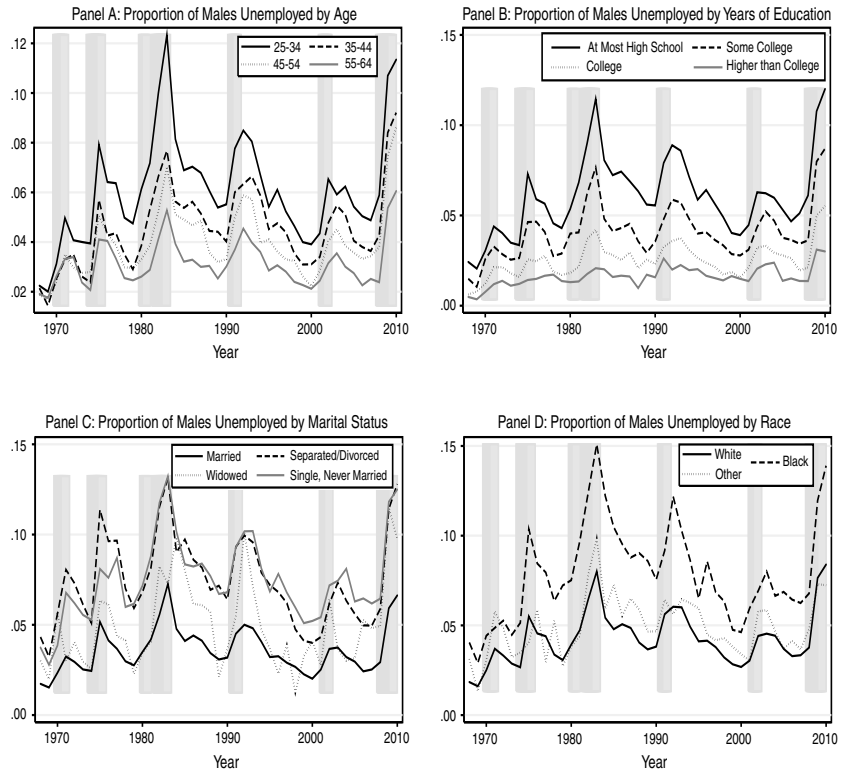 Panel A: Proportion of Males Unemployed by Age
.12
.10
.08
.06
.04
.02
25-34
35-44
45-54
55-64
1970
1980
1990
2000
2010
Year
Panel B: Proportion of Males Unemployed by Years of Education
.15
.10
.05
.00
At Most High School
Some College
College
Higher than College
1970
1980
1990
2000
2010
Year
Panel C: Proportion of Males Unemployed by Marital Status
.15
.10
.05
.00
Married
Separated/Divorced
Widowed
Single, Never Married
1970
1980
1990
2000
2010
Year
Panel D: Proportion of Males Unemployed by Race
.15
.10
.05
.00
White
Black
Other
1970
1980
1990
2000
2010
Year